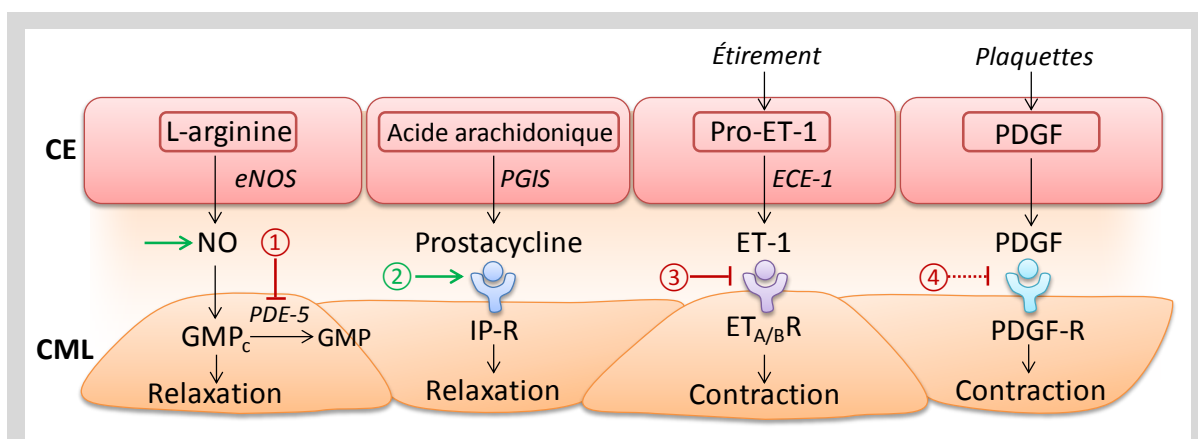 Étirement
Plaquettes
CE
L-arginine
Acide arachidonique
Pro-ET-1
PDGF
eNOS
PGIS
ECE-1
NO
1
Prostacycline
ET-1
PDGF
2
3
4
CML
PDE-5
GMPc
GMP
IP-R
ETA/BR
PDGF-R
Relaxation
Relaxation
Contraction
Contraction